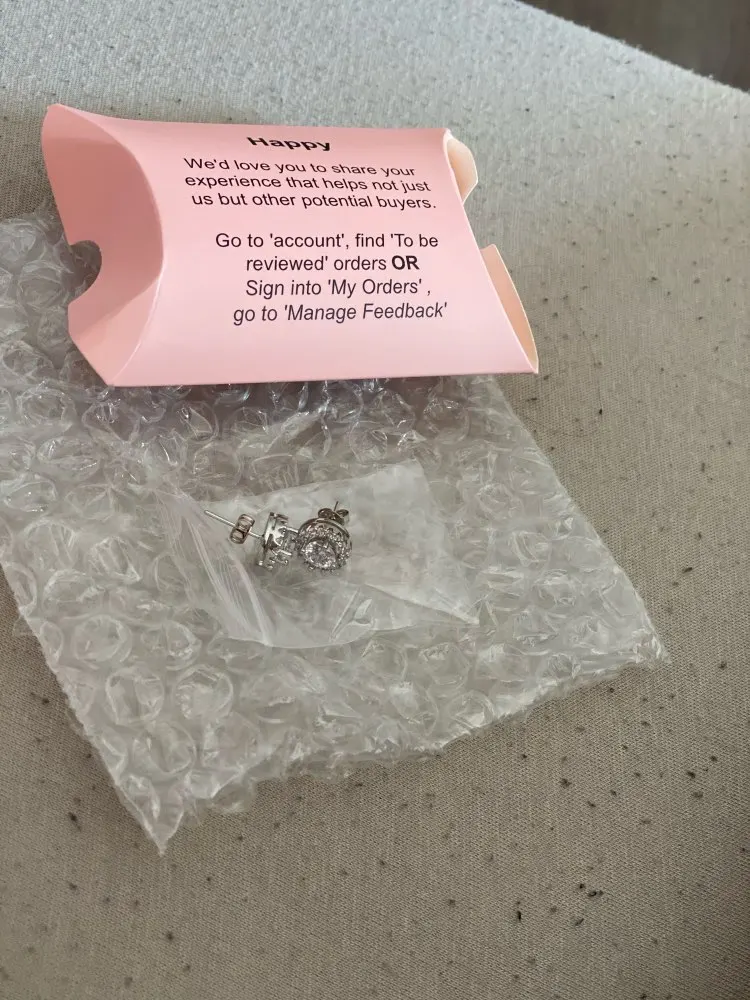 Happy
We'd love you to share your
experience that helps not just
us but other potential buyers.
Go to 'account', find 'To be
reviewed' orders OR
Sign into 'My Orders' ,
go to 'Manage Feedback'